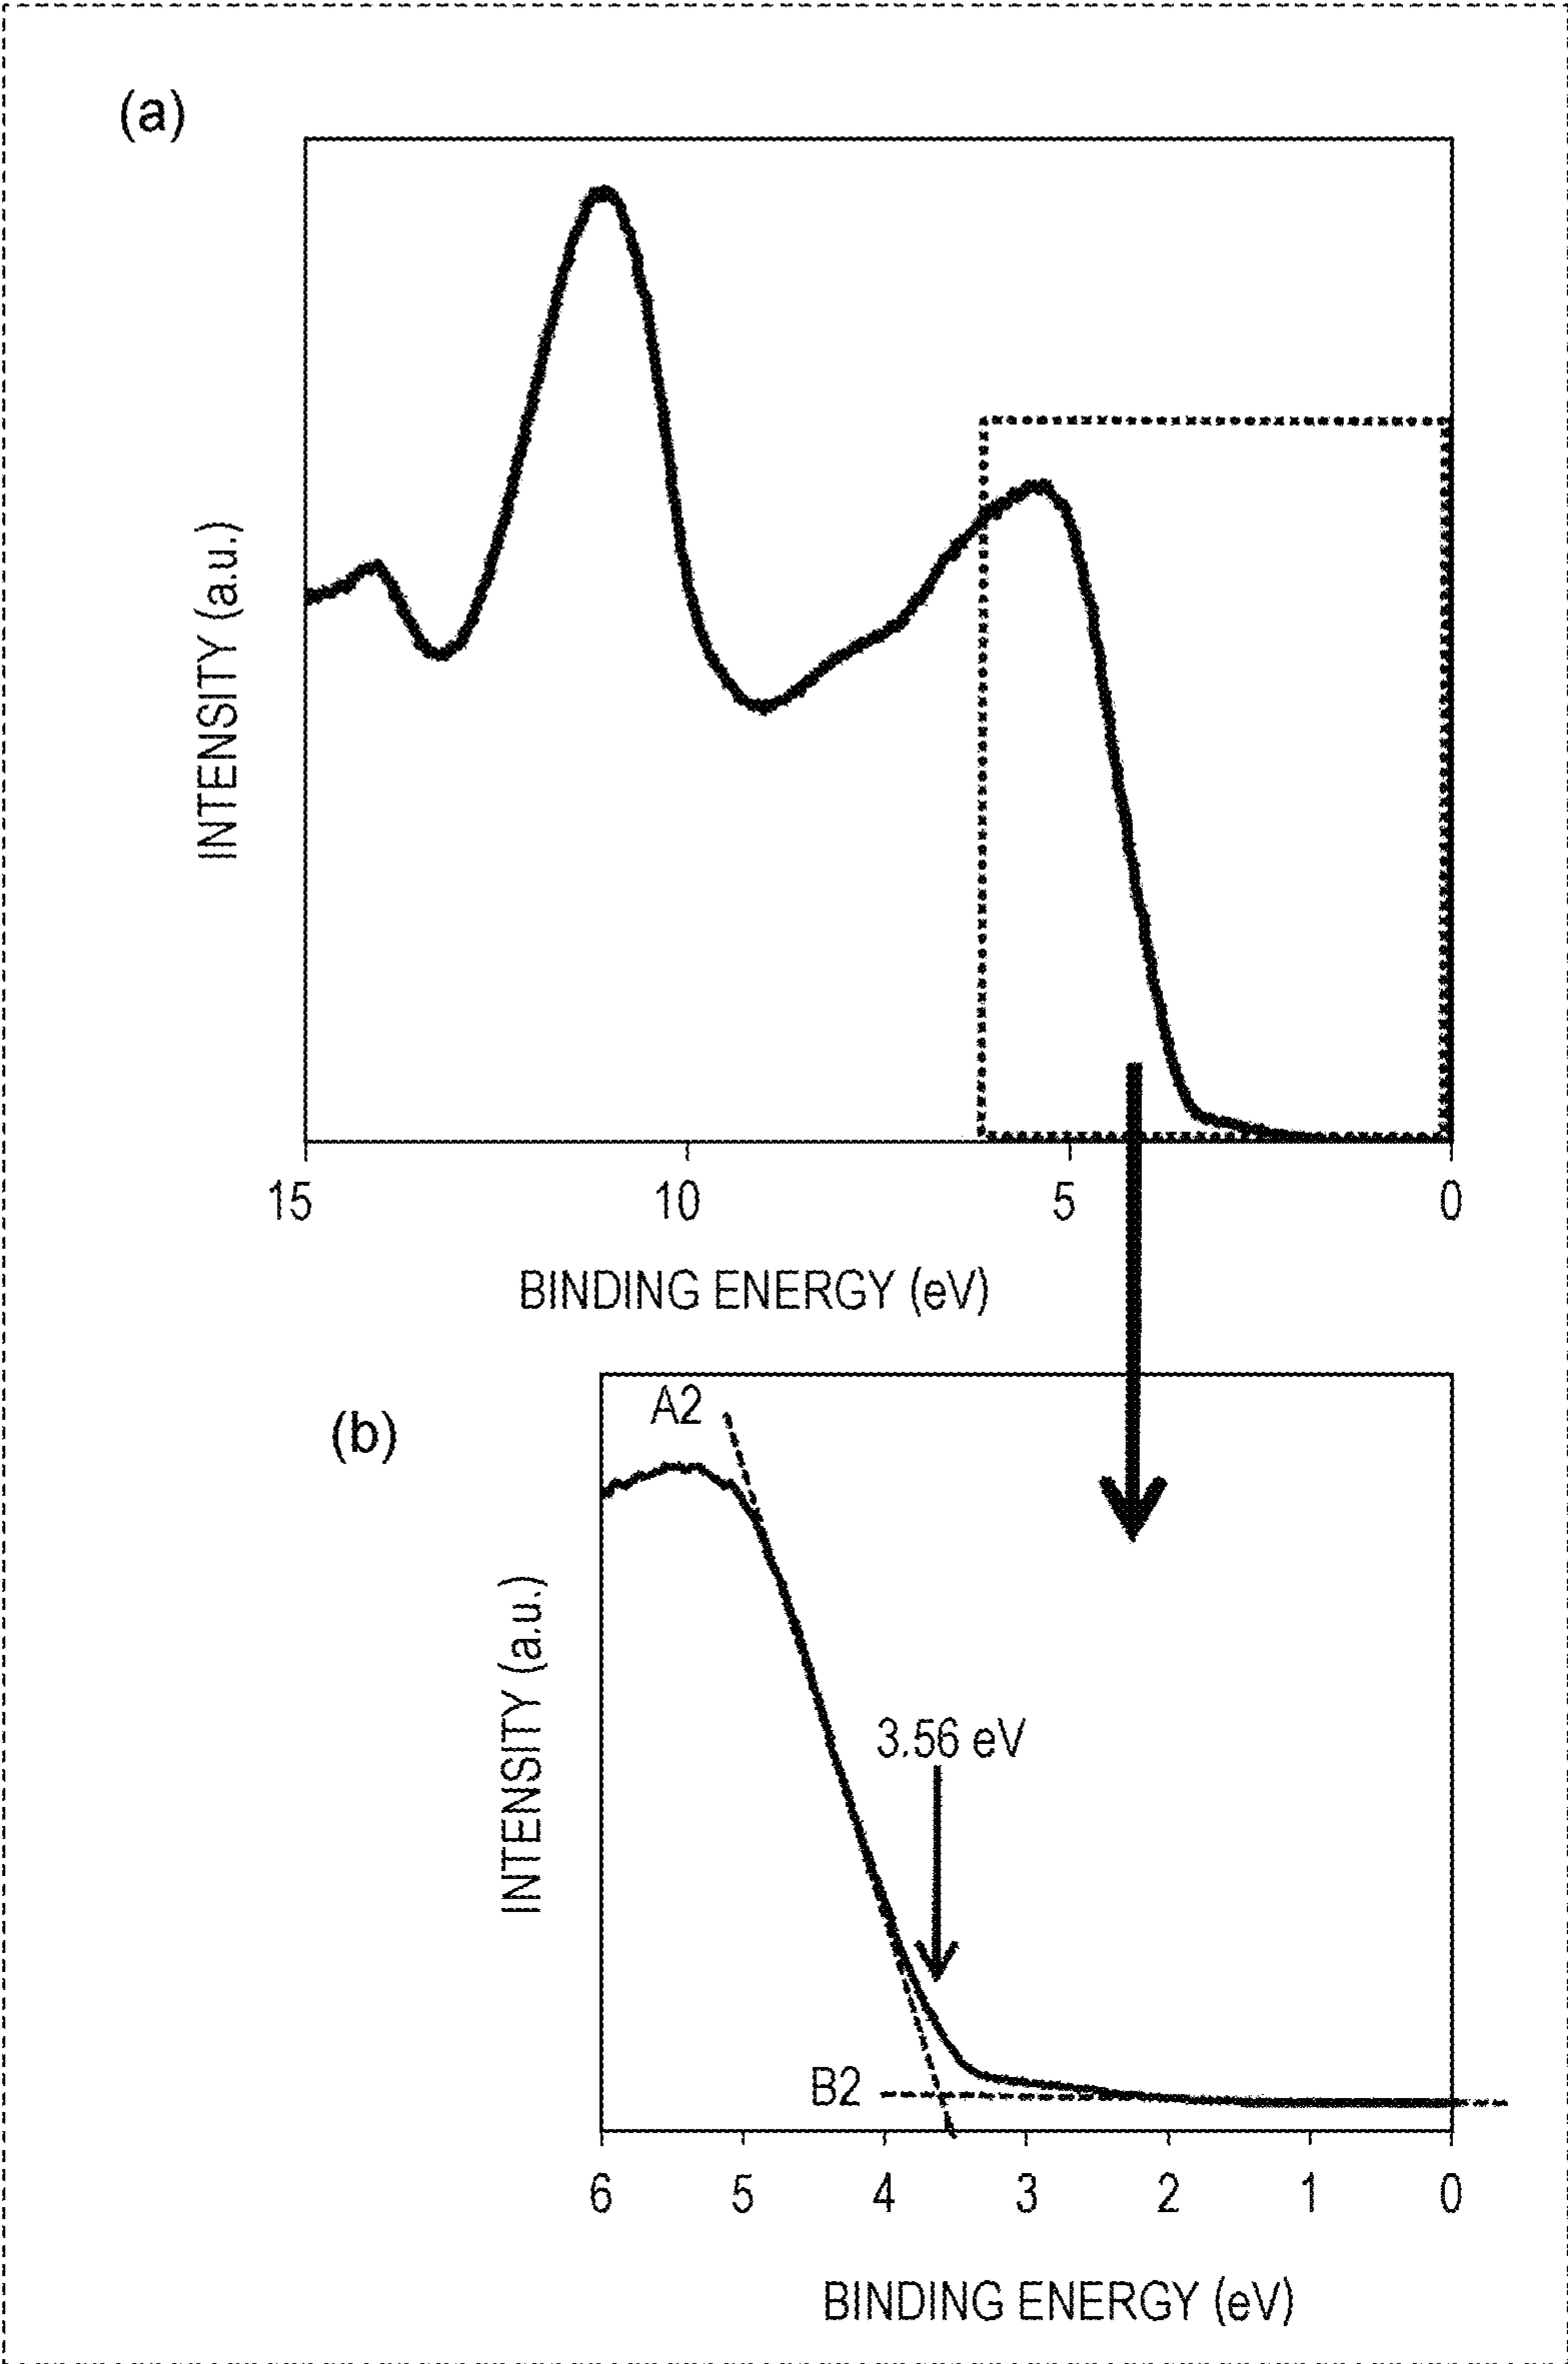 (a)
INTENSITY (a.u.)
15 10 5 0
BINDING ENERGY (eV)
(b)
A2
INTENSITY (a.u.)
3.56 eV
B2
6 5 4 3 2 1 0
BINDING ENERGY (eV)